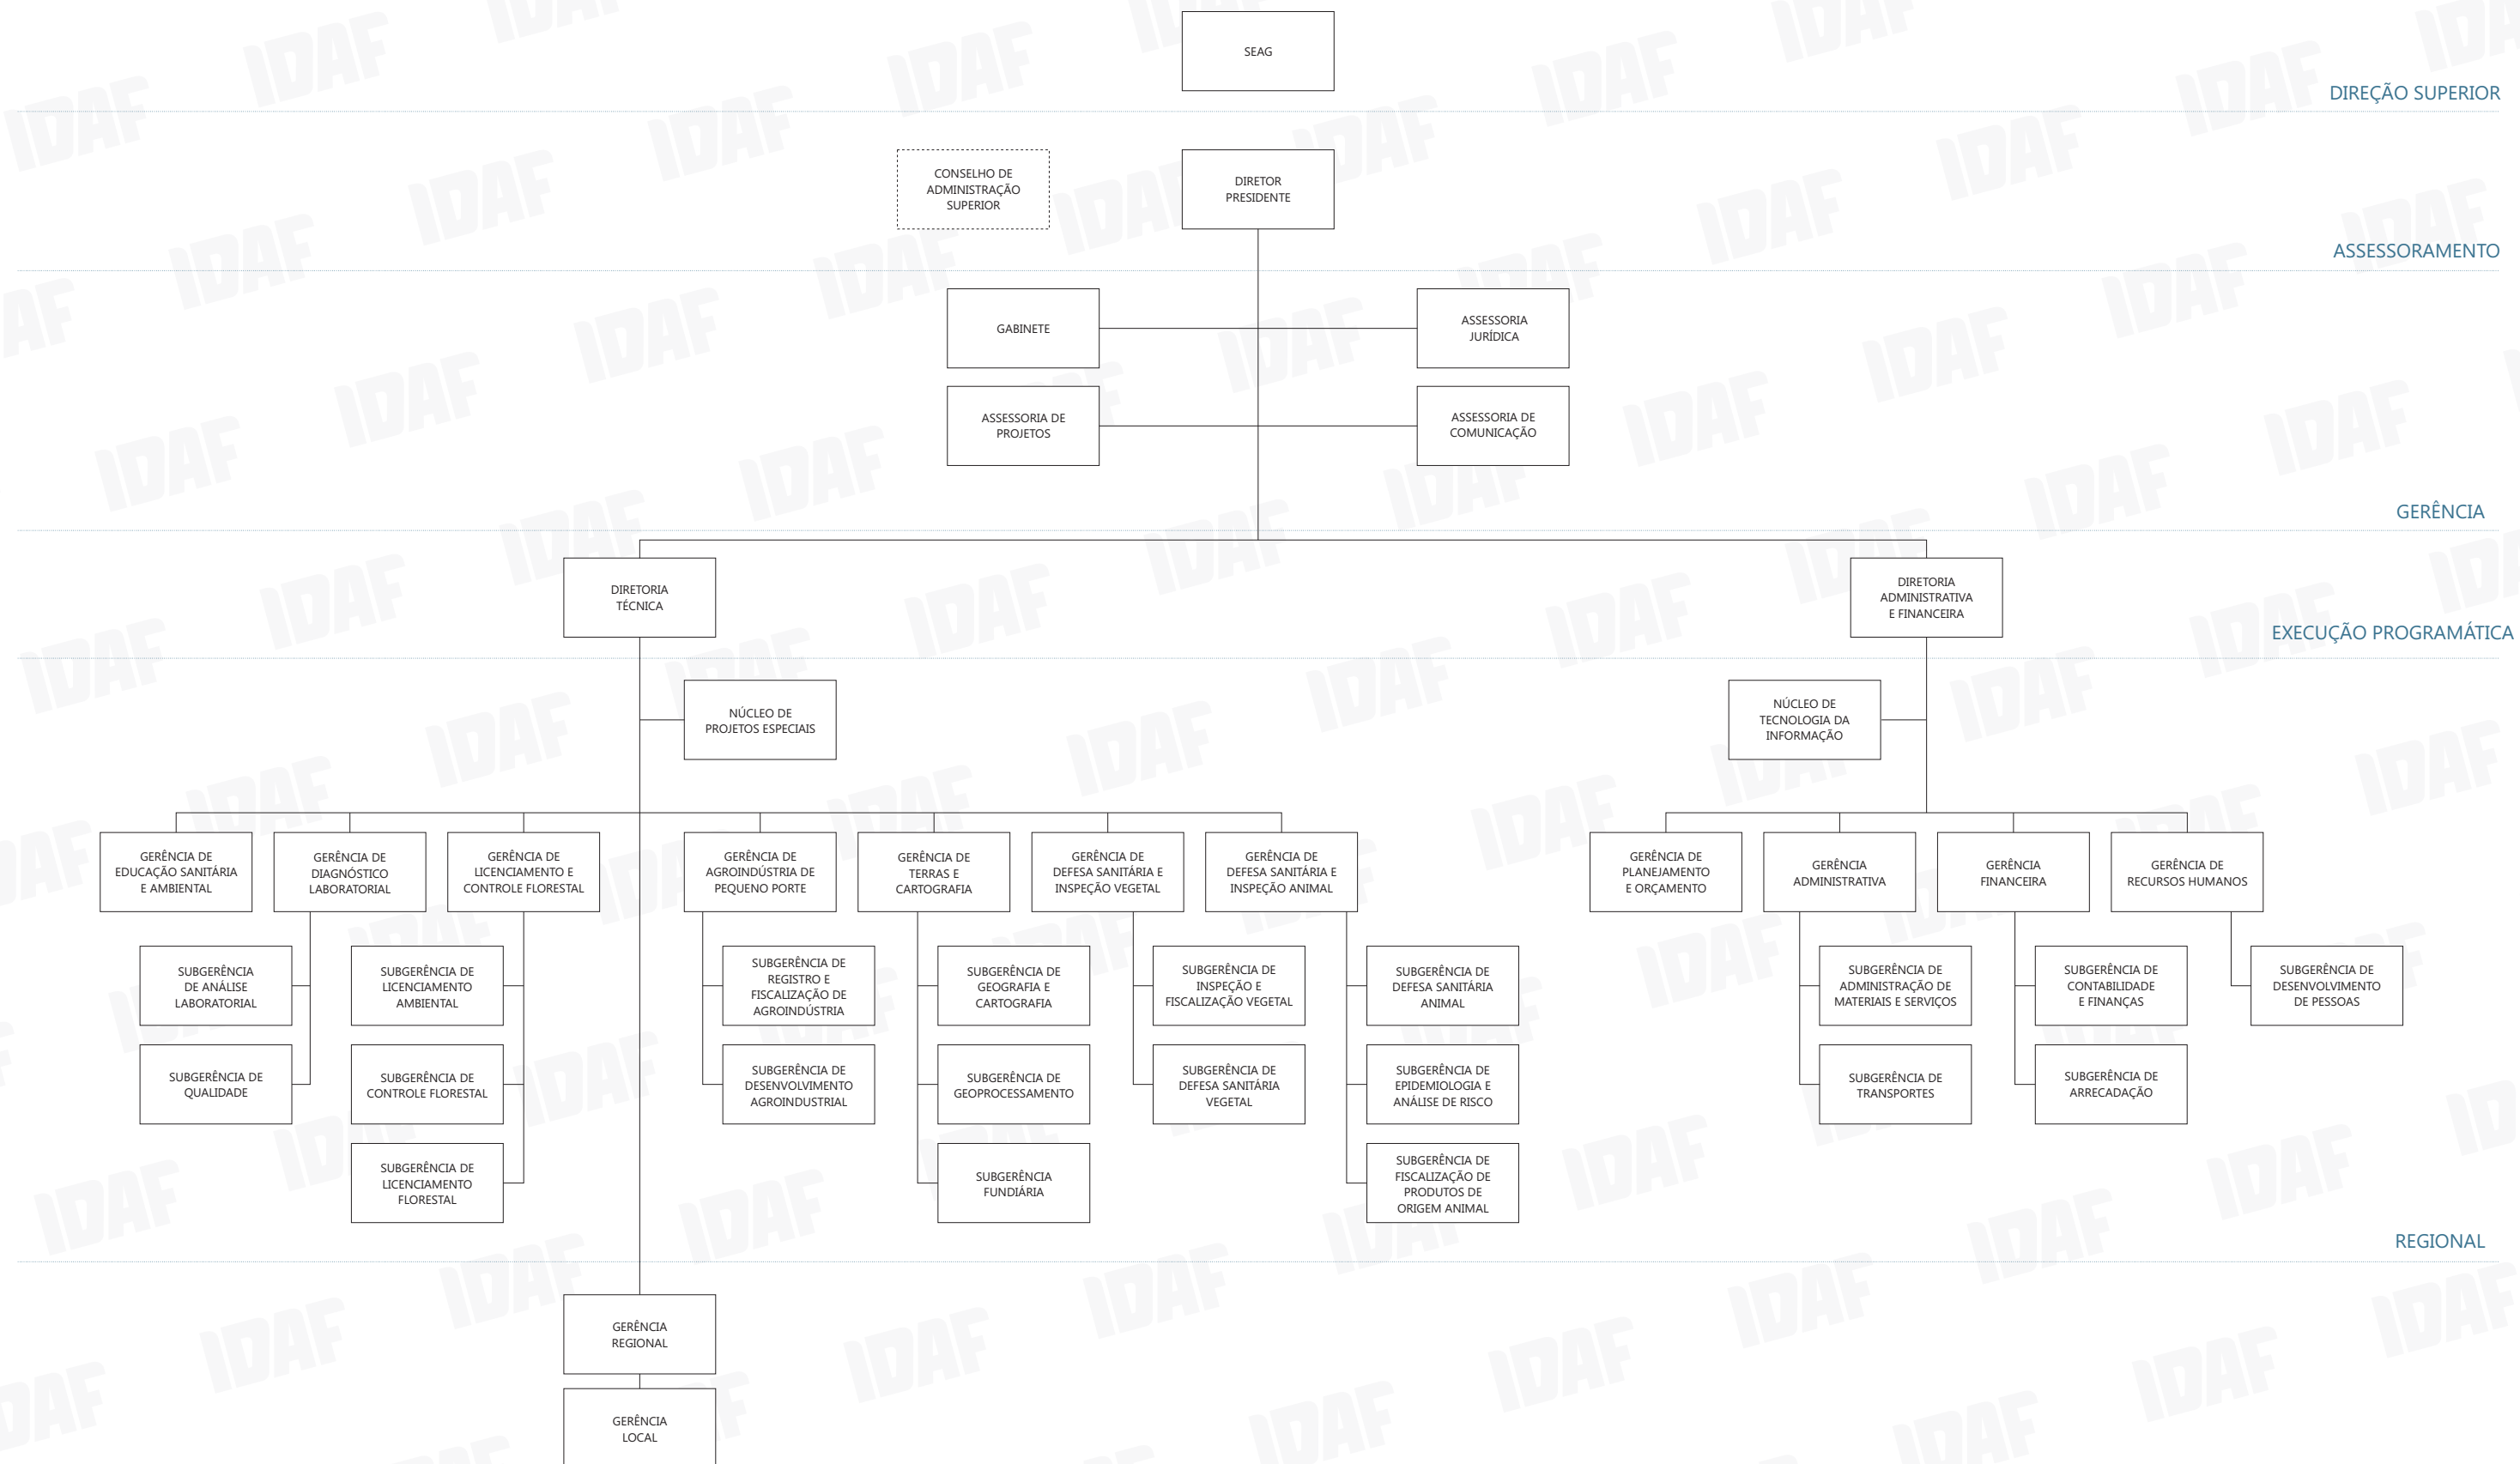 SEAG
DIREÇÃO SUPERIOR
CONSELHO DE
ADMINISTRAÇÃO
SUPERIOR
DIRETOR
PRESIDENTE
ASSESSORAMENTO
GABINETE
ASSESSORIA
JURÍDICA
ASSESSORIA DE
PROJETOS
ASSESSORIA DE
COMUNICAÇÃO
GERÊNCIA
DIRETORIA
TÉCNICA
DIRETORIA
ADMINISTRATIVA
E FINANCEIRA
EXECUÇÃO PROGRAMÁTICA
NÚCLEO DE
PROJETOS ESPECIAIS
NÚCLEO DE
TECNOLOGIA DA
INFORMAÇÃO
GERÊNCIA DE
EDUCAÇÃO SANITÁRIA
E AMBIENTAL
GERÊNCIA DE
DIAGNÓSTICO
LABORATORIAL
GERÊNCIA DE
LICENCIAMENTO E
CONTROLE FLORESTAL
GERÊNCIA DE
AGROINDÚSTRIA DE
PEQUENO PORTE
GERÊNCIA DE
TERRAS E
CARTOGRAFIA
GERÊNCIA DE
DEFESA SANITÁRIA E
INSPEÇÃO VEGETAL
GERÊNCIA DE
DEFESA SANITÁRIA E
INSPEÇÃO ANIMAL
GERÊNCIA DE
PLANEJAMENTO
E ORÇAMENTO
GERÊNCIA
ADMINISTRATIVA
GERÊNCIA
FINANCEIRA
GERÊNCIA DE
RECURSOS HUMANOS
SUBGERÊNCIA
DE ANÁLISE
LABORATORIAL
SUBGERÊNCIA DE
LICENCIAMENTO
AMBIENTAL
SUBGERÊNCIA DE
REGISTRO E
FISCALIZAÇÃO DE
AGROINDÚSTRIA
SUBGERÊNCIA DE
GEOGRAFIA E
CARTOGRAFIA
SUBGERÊNCIA DE
INSPEÇÃO E
FISCALIZAÇÃO VEGETAL
SUBGERÊNCIA DE
DEFESA SANITÁRIA
ANIMAL
SUBGERÊNCIA DE
ADMINISTRAÇÃO DE
MATERIAIS E SERVIÇOS
SUBGERÊNCIA DE
CONTABILIDADE
E FINANÇAS
SUBGERÊNCIA DE
DESENVOLVIMENTO
DE PESSOAS
SUBGERÊNCIA DE
QUALIDADE
SUBGERÊNCIA DE
CONTROLE FLORESTAL
SUBGERÊNCIA DE
DESENVOLVIMENTO
AGROINDUSTRIAL
SUBGERÊNCIA DE
GEOPROCESSAMENTO
SUBGERÊNCIA DE
DEFESA SANITÁRIA
VEGETAL
SUBGERÊNCIA DE
EPIDEMIOLOGIA E
ANÁLISE DE RISCO
SUBGERÊNCIA DE
TRANSPORTES
SUBGERÊNCIA DE
ARRECADAÇÃO
SUBGERÊNCIA DE
LICENCIAMENTO
FLORESTAL
SUBGERÊNCIA
FUNDIÁRIA
SUBGERÊNCIA DE
FISCALIZAÇÃO DE
PRODUTOS DE
ORIGEM ANIMAL
REGIONAL
GERÊNCIA
REGIONAL
GERÊNCIA
LOCAL
IDAF